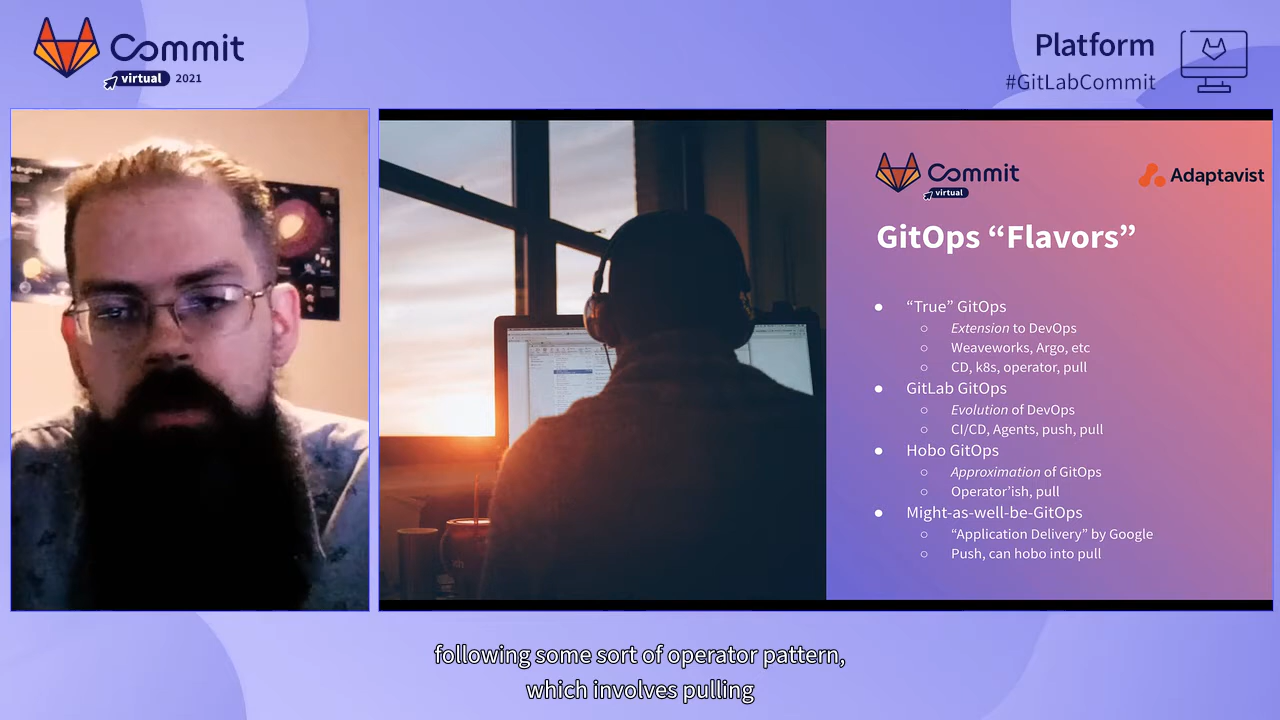 Commit
virtual 2021
Platform
#GitLabCommit
Commit
virtual
Adaptavist
GitOps “Flavors”
● “True” GitOps
○ Extension to DevOps
○ Weaveworks, Argo, etc
○ CD, k8s, operator, pull
● GitLab GitOps
○ Evolution of DevOps
○ CI/CD, Agents, push, pull
● Hobo GitOps
○ Approximation of GitOps
○ Operator’ish, pull
● Might-as-well-be-GitOps
○ “Application Delivery” by Google
○ Push, can hobo into pull
following some sort of operator pattern,
which involves pulling